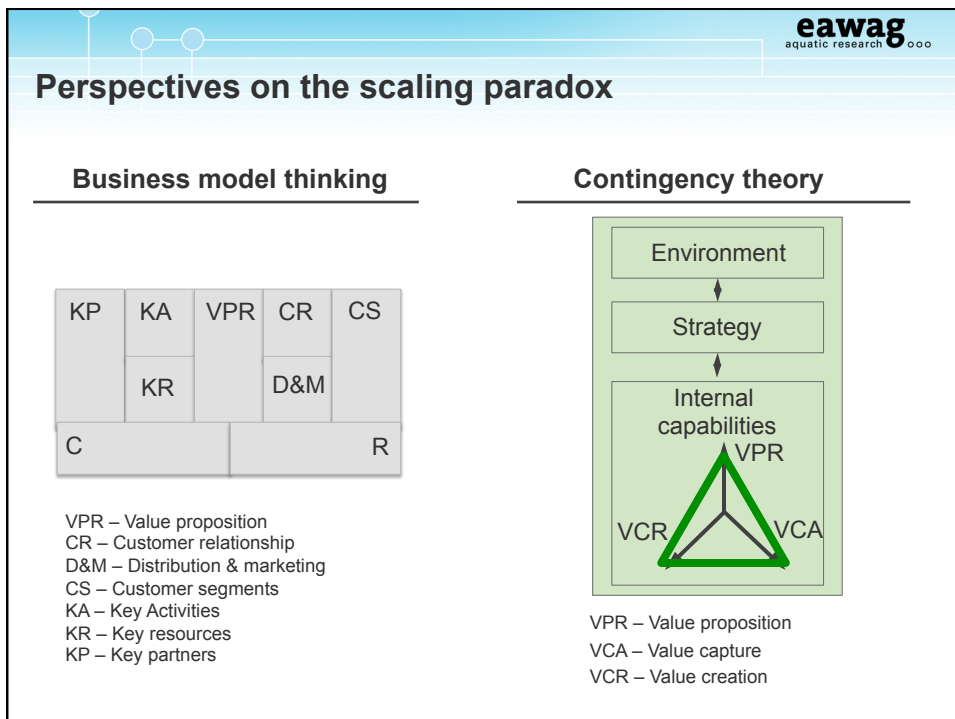 eawag
aquatic research
Perspectives on the scaling paradox
Business model thinking
KP
KA
VPR
CR
CS
KR
D&M
C
R
VPR – Value proposition
CR – Customer relationship
D&M – Distribution & marketing
CS – Customer segments
KA – Key Activities
KR – Key resources
KP – Key partners
Contingency theory
Environment
Strategy
Internal
capabilities
VPR
VCR
VCA
VPR – Value proposition
VCA – Value capture
VCR – Value creation